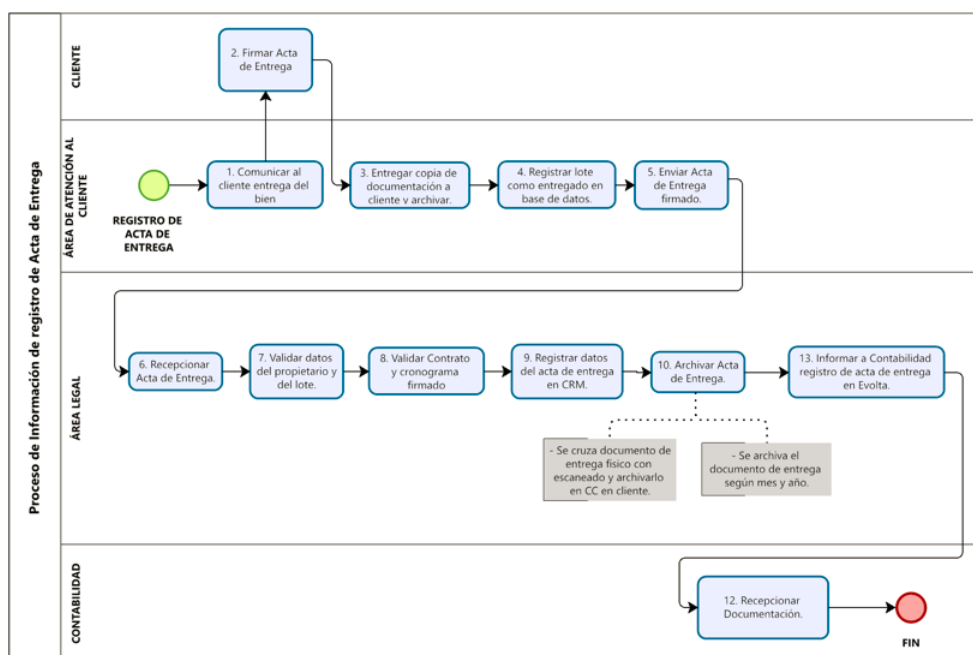 Proceso de Información de registro de Acta de Entrega
CLIENTE
2. Firmar Acta
de Entrega
ÁREA DE ATENCIÓN AL
CLIENTE
REGISTRO DE
ACTA DE
ENTREGA
1. Comunicar al
cliente entrega del
bien
3. Entregar copia de
documentación a
cliente y archivar.
4. Registrar lote
como entregado en
base de datos.
5. Enviar Acta
de Entrega
firmado.
ÁREA LEGAL
6. Recepcionar
Acta de Entrega.
7. Validar datos
del propietario y
del lote.
8. Validar Contrato
y cronograma
firmado
9. Registrar datos
del acta de entrega
en CRM.
10. Archivar Acta
de Entrega.
13. Informar a Contabilidad
registro de acta de entrega
en Evolta.
- Se cruza documento de
entrega físico con
escaneado y archivarlo
en CC en cliente.
- Se archiva el
documento de entrega
según mes y año.
CONTABILIDAD
12. Recepcionar
Documentación.
FIN